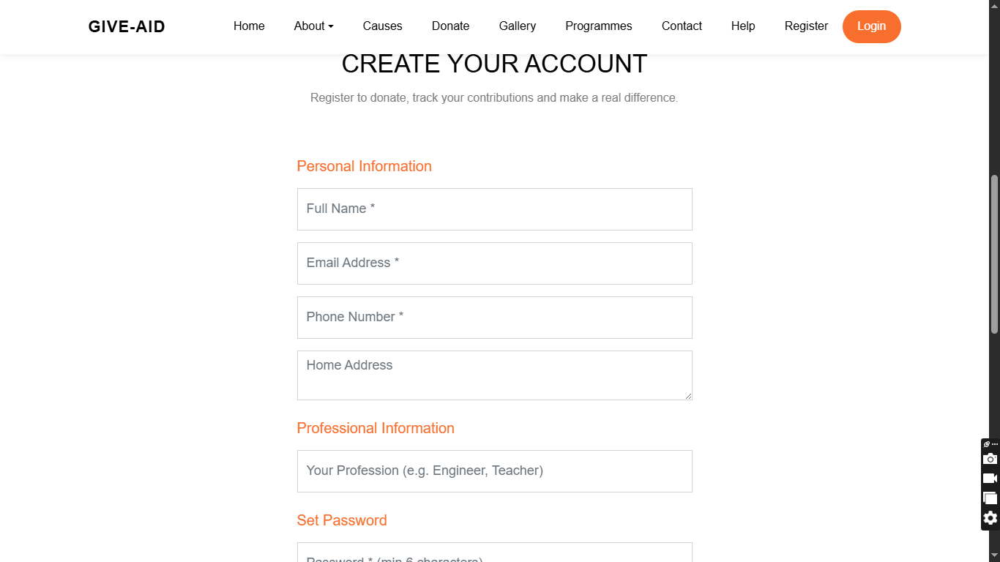 GIVE-AID Home About Causes Donate Gallery Programmes Contact Help Register Login
CREATE YOUR ACCOUNT
Register to donate, track your contributions and make a real difference.
Personal Information
Full Name *
Email Address *
Phone Number *
Home Address
Professional Information
Your Profession (e.g. Engineer, Teacher)
Set Password
Password * (min 6 characters)